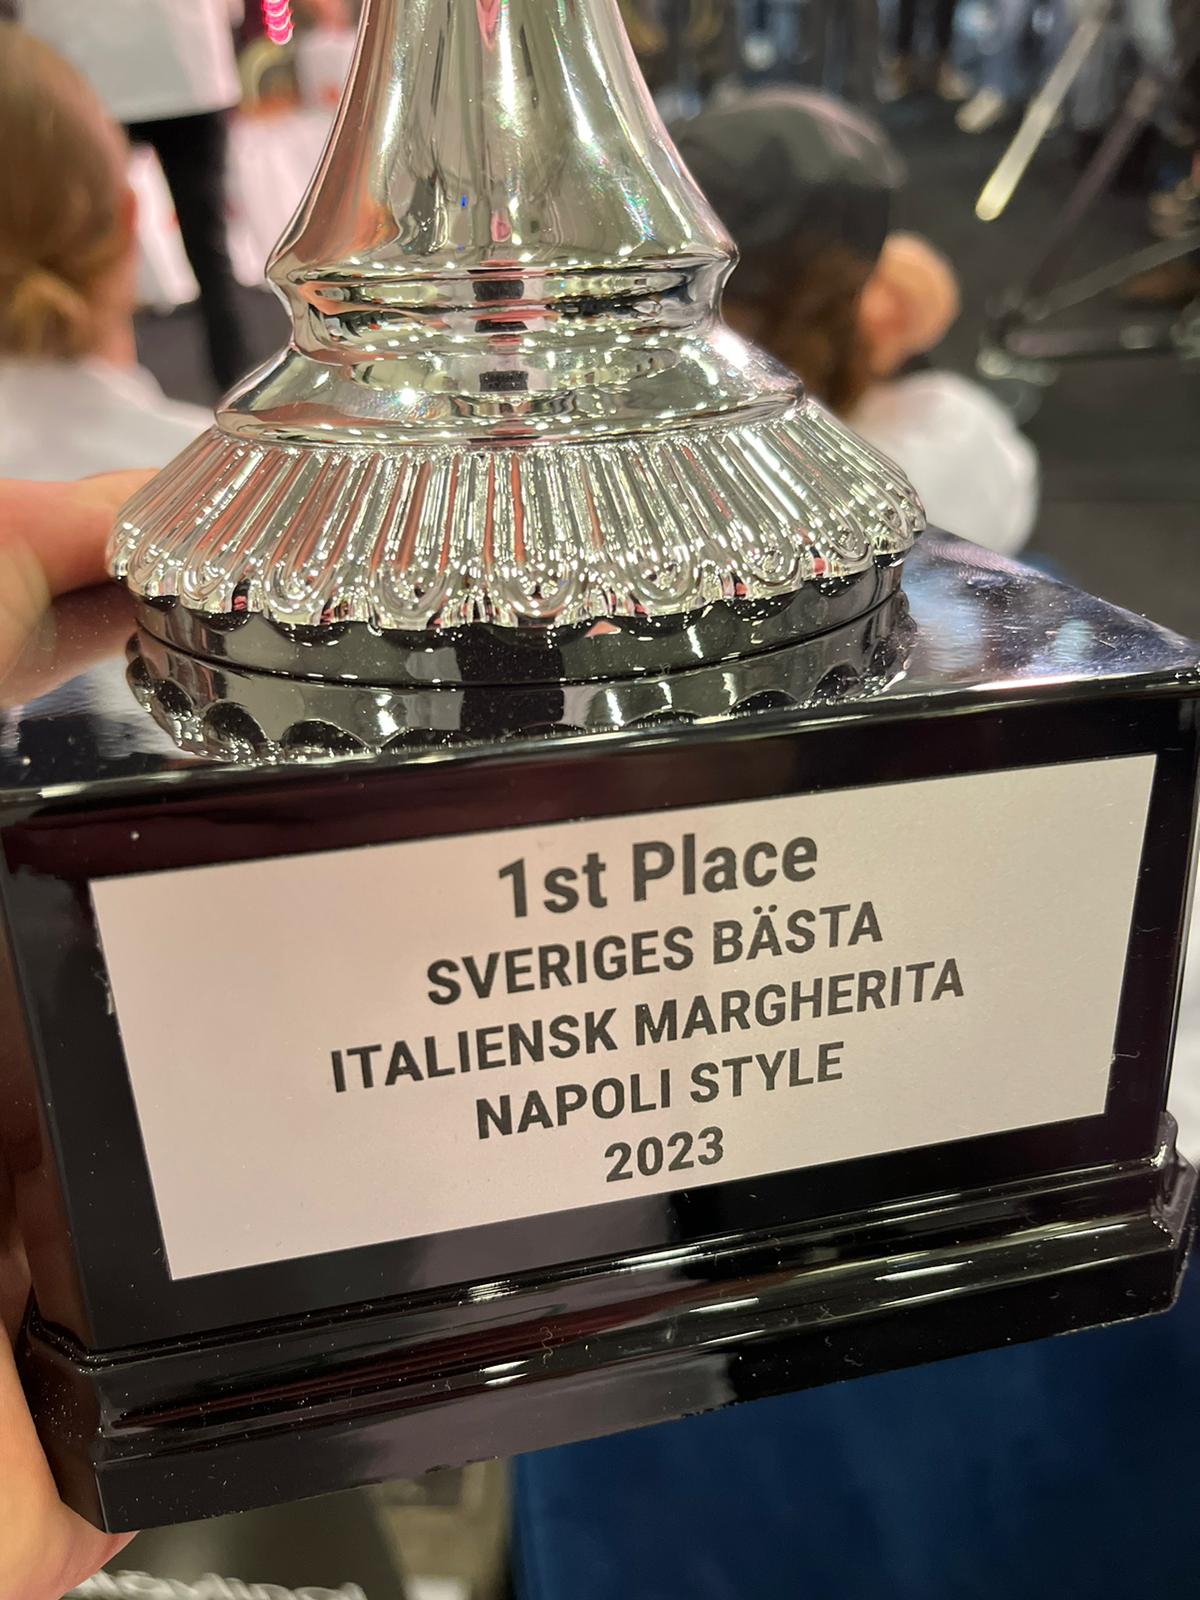 1st Place
SVERIGES BÄSTA
ITALIENSK MARGHERITA
NAPOLI STYLE
2023